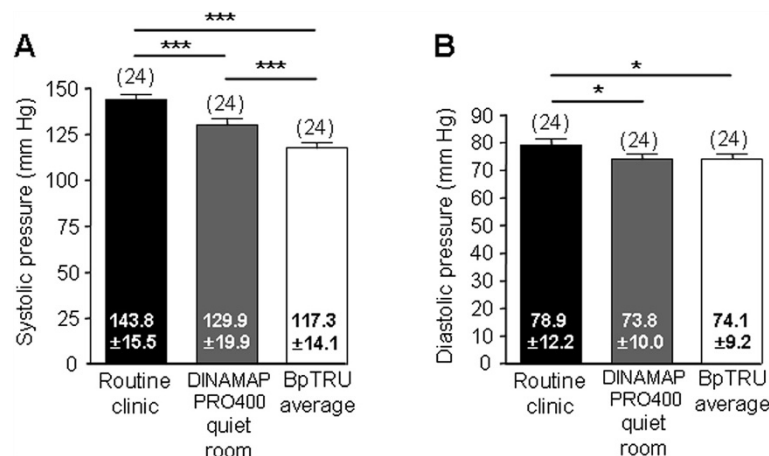 A
***
***
***
Systolic pressure (mm Hg)
150
125
100
75
50
25
0
(24)
(24)
(24)
143.8
±15.5
129.9
±19.9
117.3
±14.1
Routine
clinic
DINAMAP
PRO400
quiet
room
BpTRU
average
B
*
*
Diastolic pressure (mm Hg)
90
80
70
60
50
40
30
20
10
0
(24)
(24)
(24)
78.9
±12.2
73.8
±10.0
74.1
±9.2
Routine
clinic
DINAMAP
PRO400
quiet
room
BpTRU
average